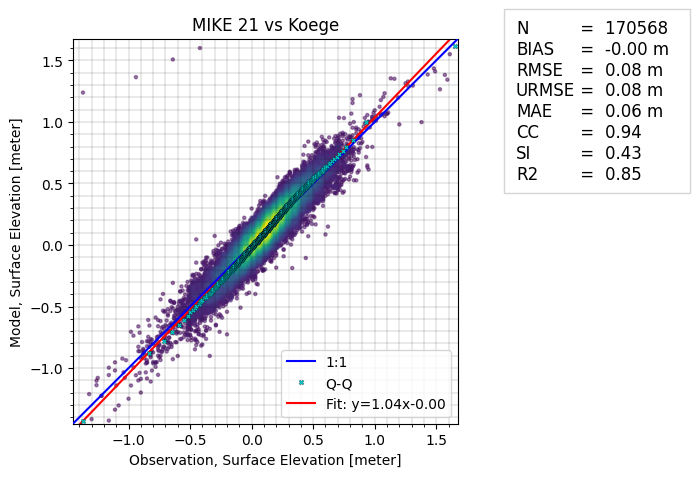 MIKE 21 vs Koege
N = 170568
BIAS = -0.00 m
RMSE = 0.08 m
URMSE = 0.08 m
MAE = 0.06 m
CC = 0.94
SI = 0.43
R2 = 0.85
Model, Surface Elevation [meter]
1.5
1.0
0.5
0.0
−0.5
−1.0
1:1
Q-Q
Fit: y=1.04x-0.00
−1.0 −0.5 0.0 0.5 1.0 1.5
Observation, Surface Elevation [meter]